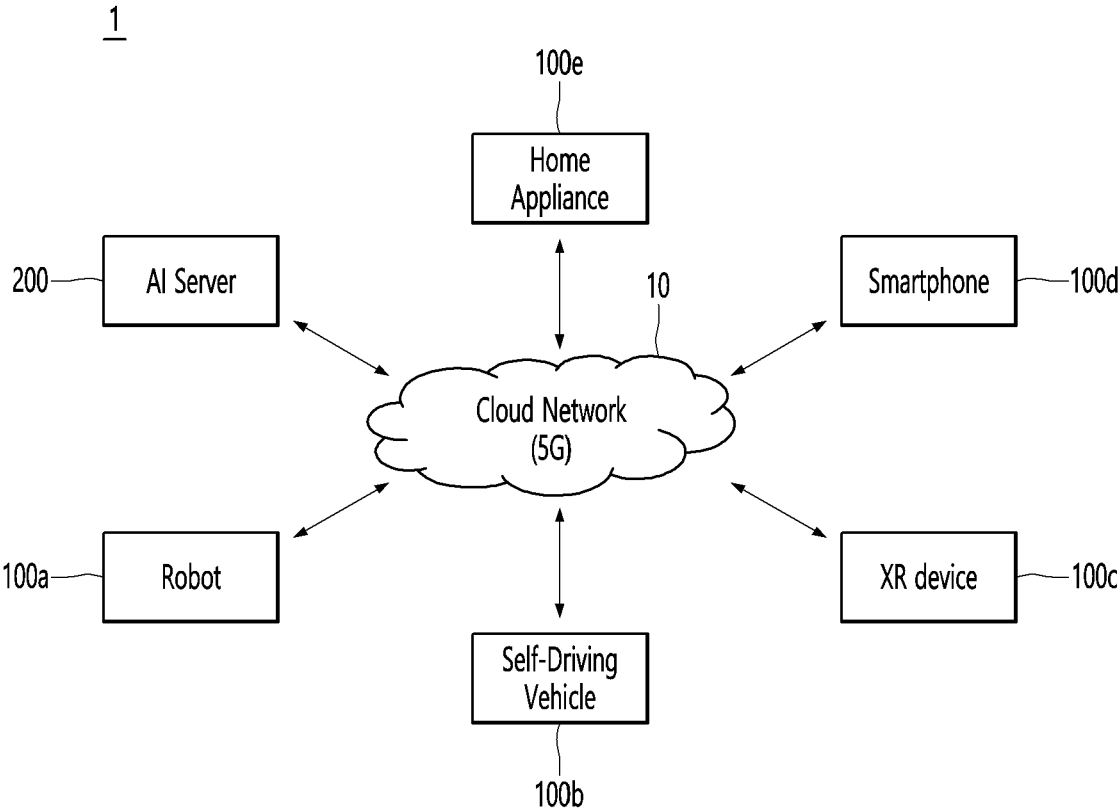 1
100e
Home
Appliance
200
AI Server
Smartphone
100d
10
Cloud Network
(5G)
100a
Robot
XR device
100c
Self-Driving
Vehicle
100b